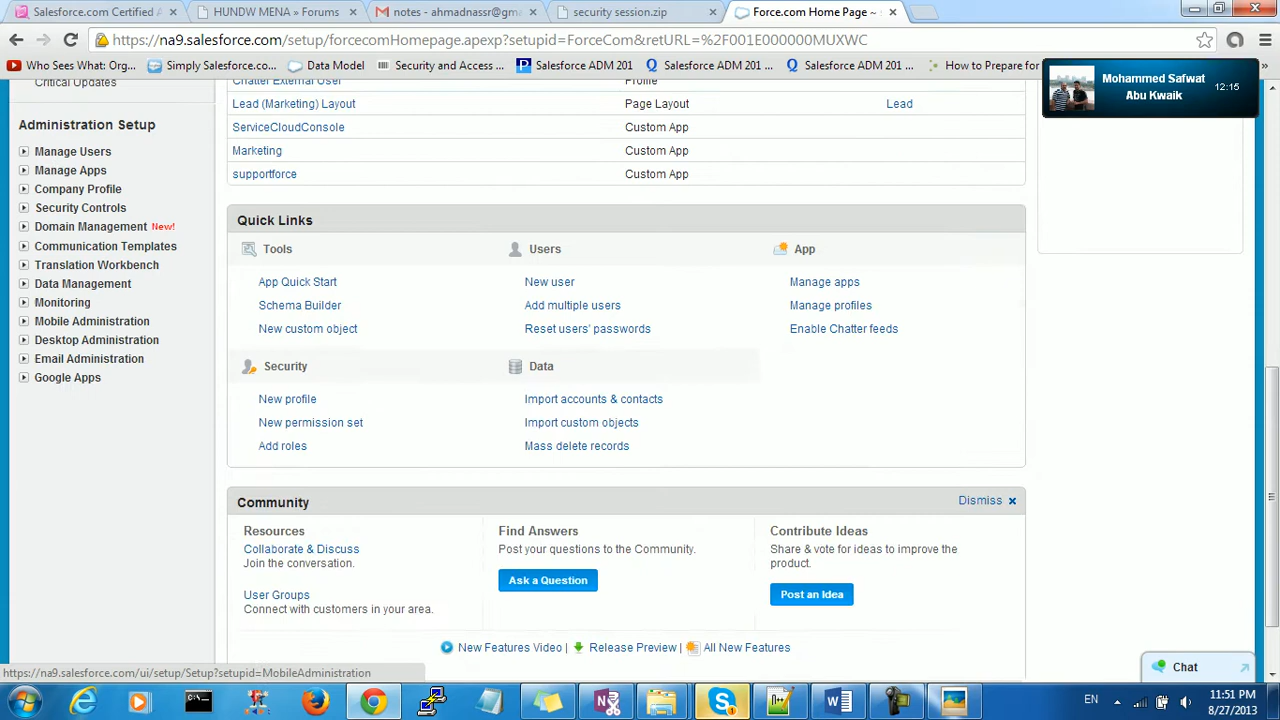 Salesforce.com Certified A
HUNDW MENA » Forums
notes - ahmadnassr@gm
security session.zip
Force.com Home Page ~
https://na9.salesforce.com/setup/forcecomHomepage.apexp?setupid=ForceCom&retURL=%2F001E000000MUXWC
Who Sees What: Org...
Simply Salesforce.co...
Data Model
Security and Access ...
Salesforce ADM 201
Salesforce ADM 201 ...
Salesforce ADM 201 ...
How to Prepare for
»
Mohammed Safwat
Abu Kwaik
12:15
Critical Updates
Chatter External User
Profile
Lead (Marketing) Layout
Page Layout
Lead
Administration Setup
ServiceCloudConsole
Custom App
Marketing
Custom App
supportforce
Custom App
Manage Users
Manage Apps
Company Profile
Security Controls
Domain Management New!
Communication Templates
Translation Workbench
Data Management
Monitoring
Mobile Administration
Desktop Administration
Email Administration
Google Apps
Quick Links
Tools
Users
App
App Quick Start
New user
Manage apps
Schema Builder
Add multiple users
Manage profiles
New custom object
Reset users' passwords
Enable Chatter feeds
Security
Data
New profile
Import accounts & contacts
New permission set
Import custom objects
Add roles
Mass delete records
Community
Dismiss
Resources
Find Answers
Contribute Ideas
Collaborate & Discuss
Post your questions to the Community.
Share & vote for ideas to improve the
Join the conversation.
product.
Ask a Question
Post an Idea
User Groups
Connect with customers in your area.
New Features Video |
Release Preview |
All New Features
https://na9.salesforce.com/ui/setup/Setup?setupid=MobileAdministration
Chat
EN
11:51 PM
8/27/2013